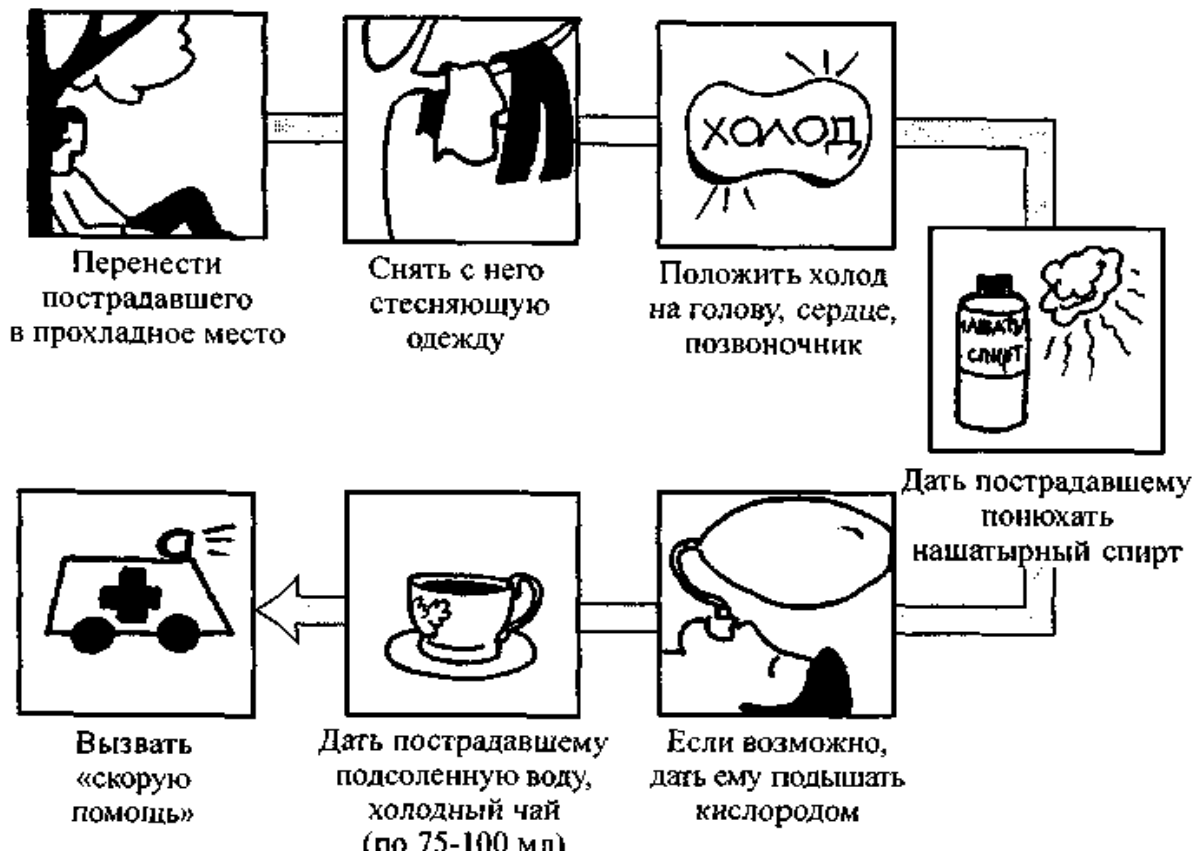 Перенести
пострадавшего
в прохладное место
Снять с него
стесняющую
одежду
ХОЛОД
Положить холод
на голову, сердце,
позвоночник
СПИРТ
Дать пострадавшему
понюхать
нашатырный спирт
Если возможно,
дать ему подышать
кислородом
Дать пострадавшему
подсоленную воду,
холодный чай
(по 75-100 мл)
Вызвать
«скорую
помощь»